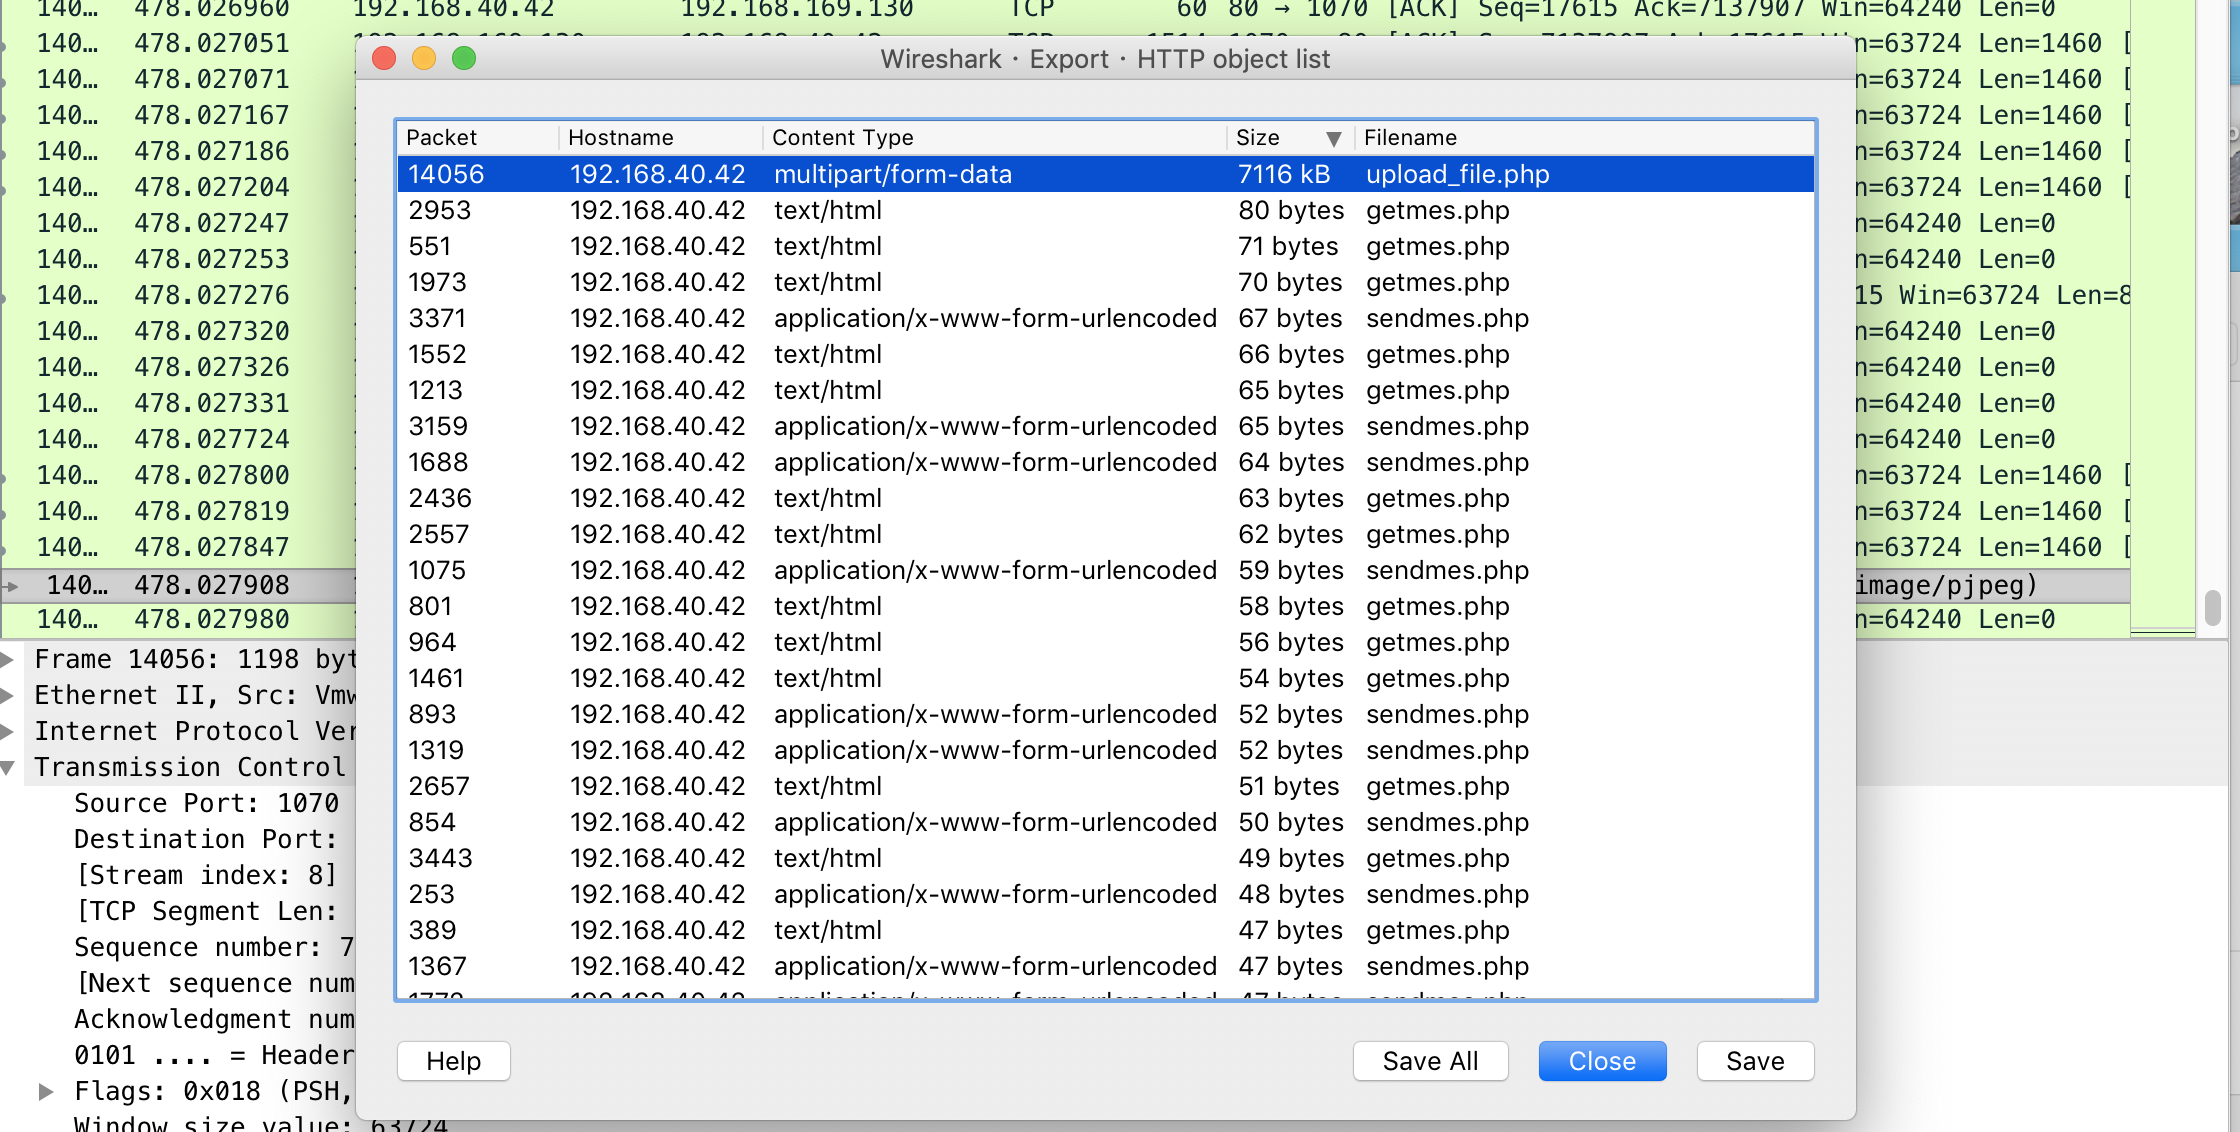 140… 478.026960 192.168.40.42 192.168.169.130 TCP 60 80 → 1070 [ACK] Seq=17615 Ack=7137907 Win=64240 Len=0
140… 478.027051 n=63724 Len=1460 [
140… 478.027071 n=63724 Len=1460 [
140… 478.027167 n=63724 Len=1460 [
140… 478.027186 n=63724 Len=1460 [
140… 478.027204 n=63724 Len=1460 [
140… 478.027247 n=64240 Len=0
140… 478.027253 n=64240 Len=0
140… 478.027276 15 Win=63724 Len=8
140… 478.027320 n=64240 Len=0
140… 478.027326 n=64240 Len=0
140… 478.027331 n=64240 Len=0
140… 478.027724 n=64240 Len=0
140… 478.027800 n=63724 Len=1460 [
140… 478.027819 n=63724 Len=1460 [
140… 478.027847 n=63724 Len=1460 [
140… 478.027908 image/pjpeg)
140… 478.027980 n=64240 Len=0
Frame 14056: 1198 byt
Ethernet II, Src: Vmw
Internet Protocol Ver
Transmission Control
Source Port: 1070
Destination Port:
[Stream index: 8]
[TCP Segment Len:
Sequence number: 7
[Next sequence num
Acknowledgment num
0101 .... = Header
Flags: 0x018 (PSH,
Window size value: 63724
Wireshark · Export · HTTP object list
Packet Hostname Content Type Size Filename
14056 192.168.40.42 multipart/form-data 7116 kB upload_file.php
2953 192.168.40.42 text/html 80 bytes getmes.php
551 192.168.40.42 text/html 71 bytes getmes.php
1973 192.168.40.42 text/html 70 bytes getmes.php
3371 192.168.40.42 application/x-www-form-urlencoded 67 bytes sendmes.php
1552 192.168.40.42 text/html 66 bytes getmes.php
1213 192.168.40.42 text/html 65 bytes getmes.php
3159 192.168.40.42 application/x-www-form-urlencoded 65 bytes sendmes.php
1688 192.168.40.42 application/x-www-form-urlencoded 64 bytes sendmes.php
2436 192.168.40.42 text/html 63 bytes getmes.php
2557 192.168.40.42 text/html 62 bytes getmes.php
1075 192.168.40.42 application/x-www-form-urlencoded 59 bytes sendmes.php
801 192.168.40.42 text/html 58 bytes getmes.php
964 192.168.40.42 text/html 56 bytes getmes.php
1461 192.168.40.42 text/html 54 bytes getmes.php
893 192.168.40.42 application/x-www-form-urlencoded 52 bytes sendmes.php
1319 192.168.40.42 application/x-www-form-urlencoded 52 bytes sendmes.php
2657 192.168.40.42 text/html 51 bytes getmes.php
854 192.168.40.42 application/x-www-form-urlencoded 50 bytes sendmes.php
3443 192.168.40.42 text/html 49 bytes getmes.php
253 192.168.40.42 application/x-www-form-urlencoded 48 bytes sendmes.php
389 192.168.40.42 text/html 47 bytes getmes.php
1367 192.168.40.42 application/x-www-form-urlencoded 47 bytes sendmes.php
Help Save All Close Save